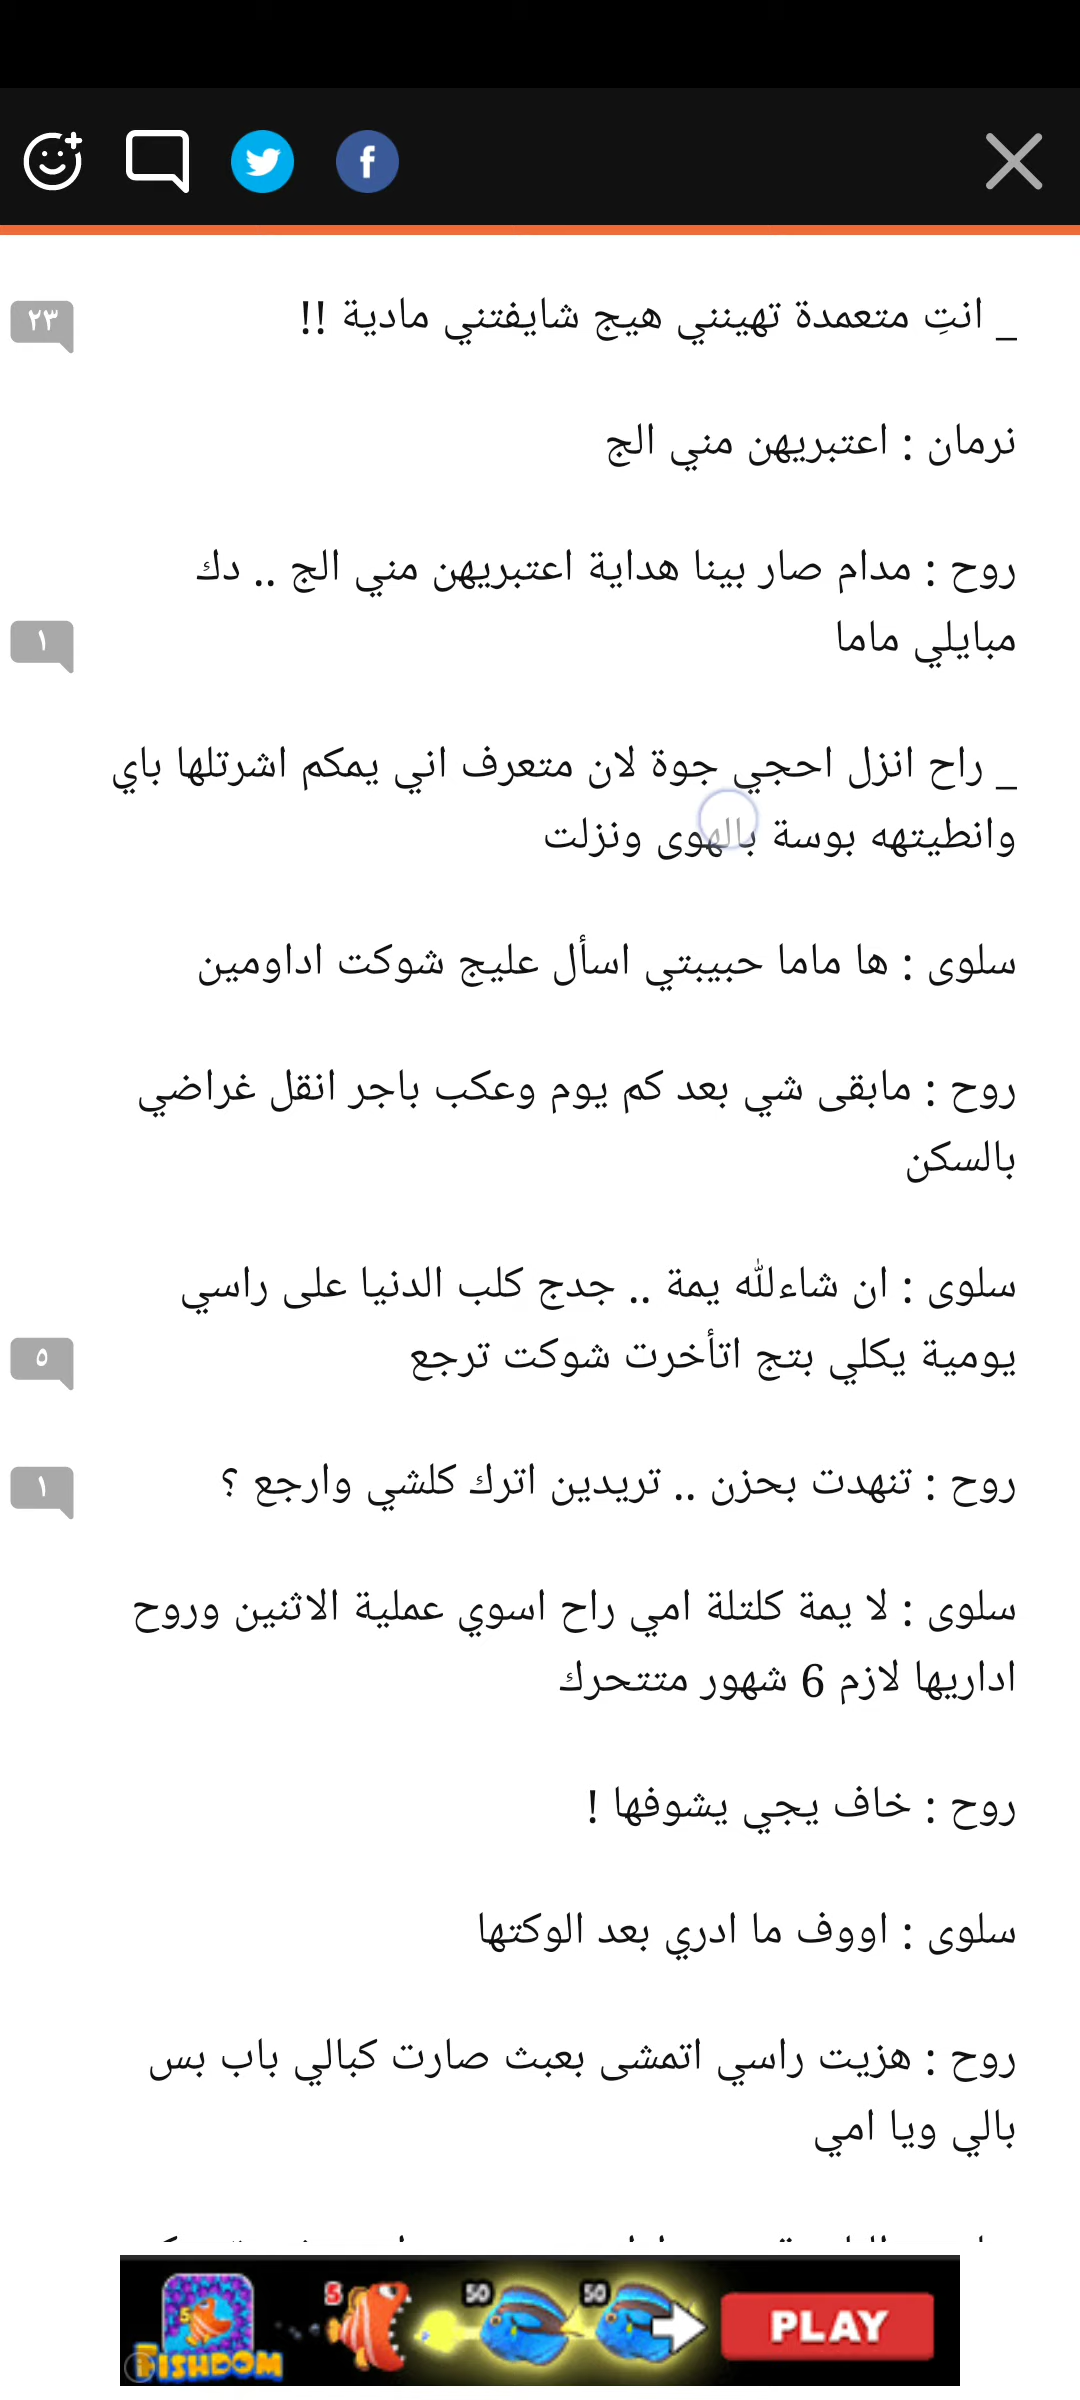 _ انتِ متعمدة تهينني هيج شايفتني مادية !!
٢٣
نرمان : اعتبريهن مني الج
روح : مدام صار بينا هداية اعتبريهن مني الج .. دك
مبايلي ماما
١
_ راح انزل احجي جوة لان متعرف اني يمكم اشرتلها باي
وانطيتهه بوسة بالهوى ونزلت
سلوى : ها ماما حبيبتي اسأل عليج شوكت اداومين
روح : مابقى شي بعد كم يوم وعكب باجر انقل غراضي
بالسكن
سلوى : ان شاءلله يمة .. جدج كلب الدنيا على راسي
يومية يكلي بتج اتأخرت شوكت ترجع
٥
روح : تنهدت بحزن .. تريدين اترك كلشي وارجع ؟
١
سلوى : لا يمة كلتلة امي راح اسوي عملية الاثنين وروح
اداريها لازم 6 شهور متتحرك
روح : خاف يجي يشوفها !
سلوى : اووف ما ادري بعد الوكتها
روح : هزيت راسي اتمشى بعبث صارت كبالي باب بس
بالي ويا امي
5
FISHDOM
5
50
50
PLAY